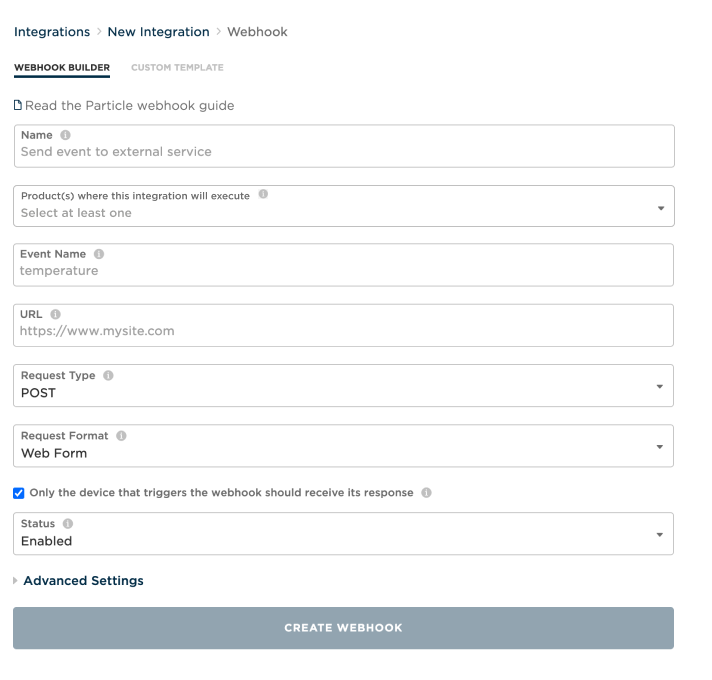 Integrations > New Integration > Webhook
WEBHOOK BUILDER CUSTOM TEMPLATE
Read the Particle webhook guide
Name
Send event to external service
Product(s) where this integration will execute
Select at least one
Event Name
temperature
URL
https://www.mysite.com
Request Type
POST
Request Format
Web Form
Only the device that triggers the webhook should receive its response
Status
Enabled
Advanced Settings
CREATE WEBHOOK